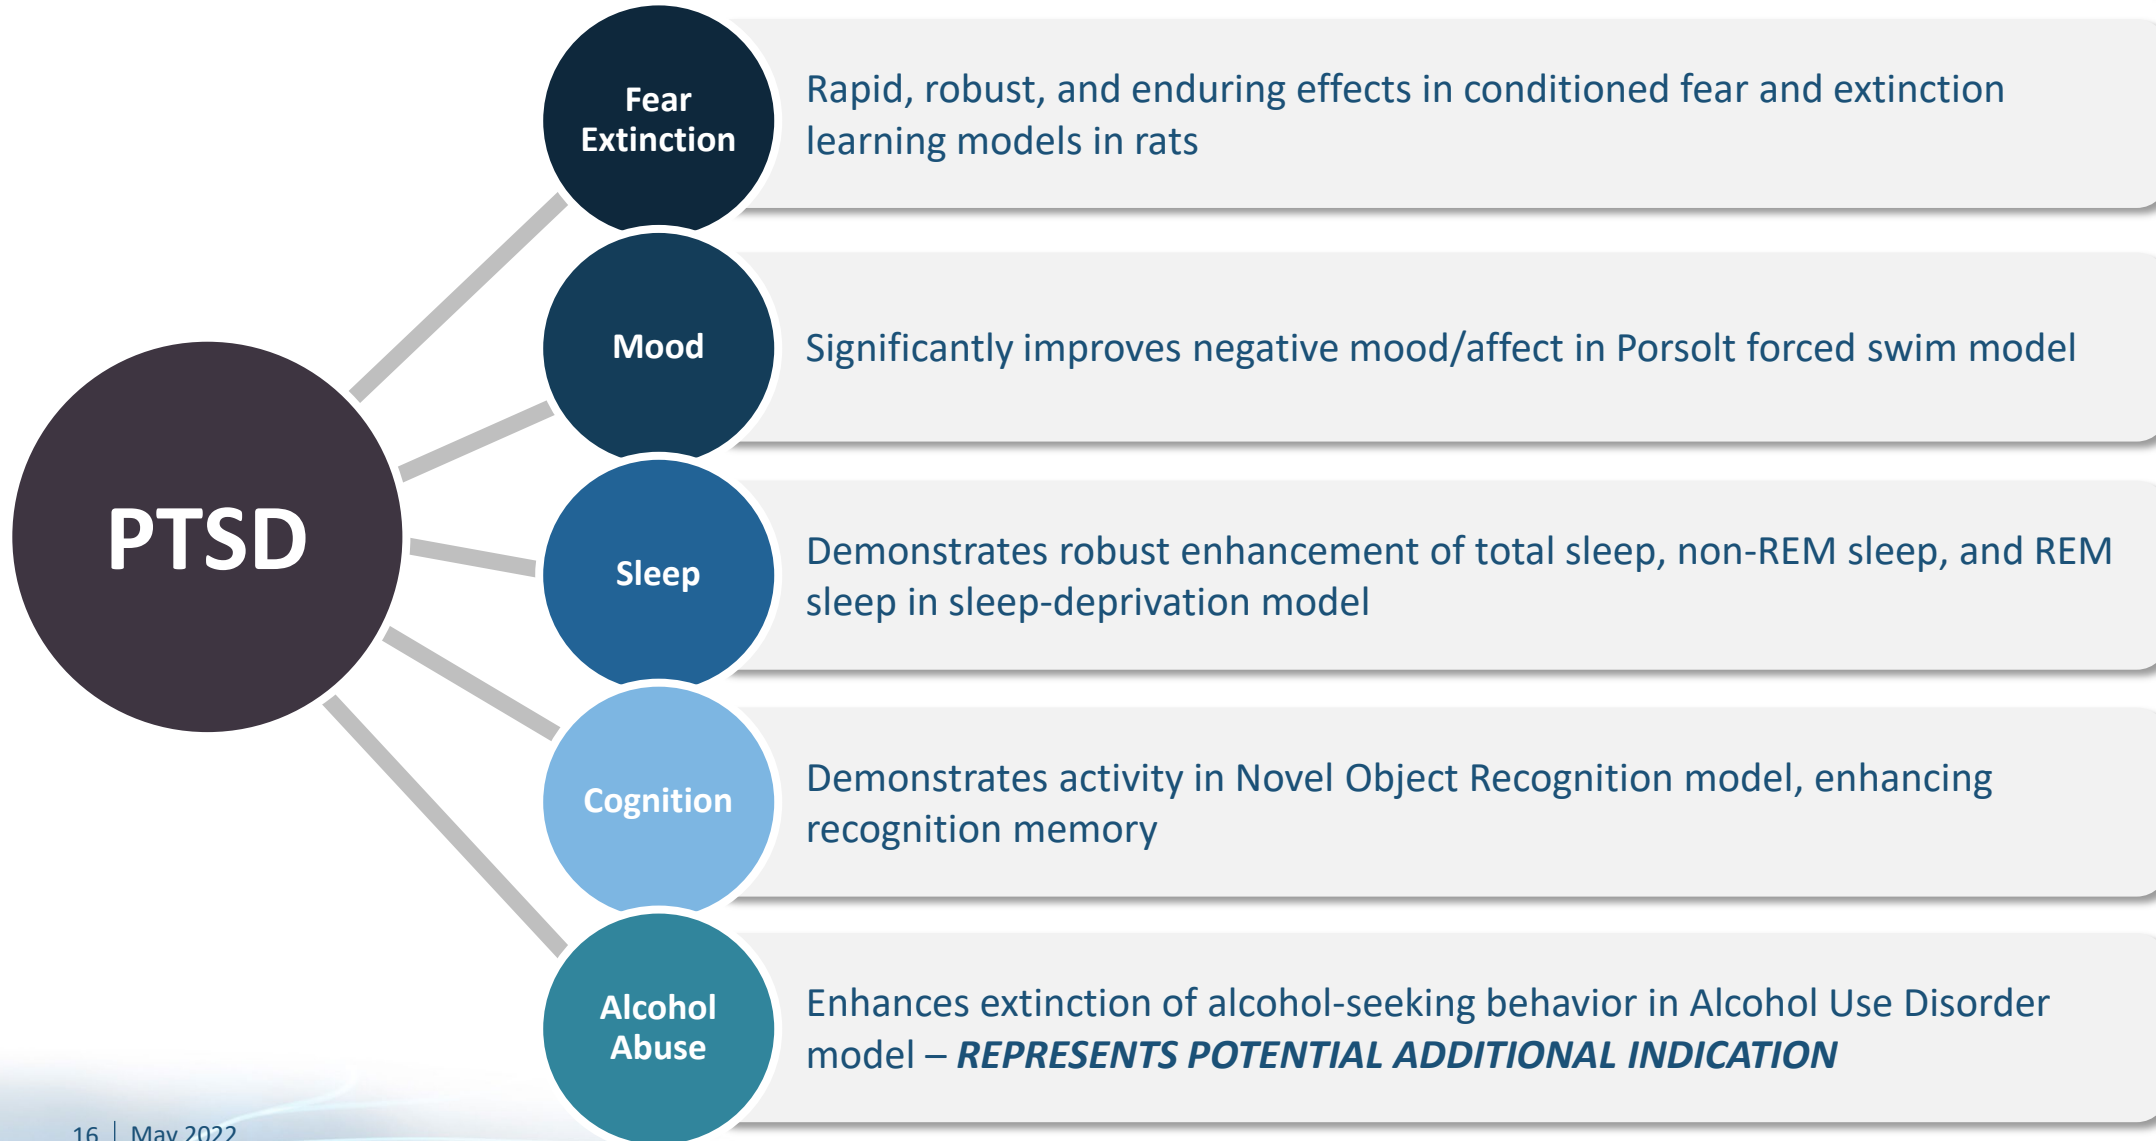 PTSD
Fear
Extinction
Rapid, robust, and enduring effects in conditioned fear and extinction
learning models in rats
Mood
Significantly improves negative mood/affect in Porsolt forced swim model
Sleep
Demonstrates robust enhancement of total sleep, non-REM sleep, and REM
sleep in sleep-deprivation model
Cognition
Demonstrates activity in Novel Object Recognition model, enhancing
recognition memory
Alcohol
Abuse
Enhances extinction of alcohol-seeking behavior in Alcohol Use Disorder
model – REPRESENTS POTENTIAL ADDITIONAL INDICATION
16 | May 2022